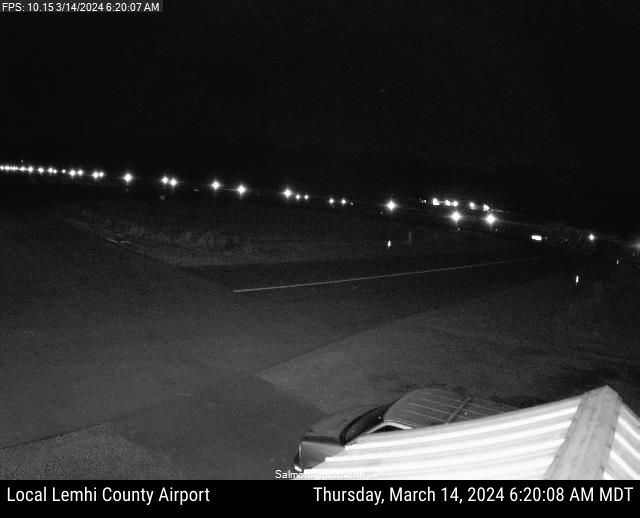 FPS: 10.15 3/14/2024 6:20:07 AM
Local Lemhi County Airport
Thursday, March 14, 2024 6:20:08 AM MDT